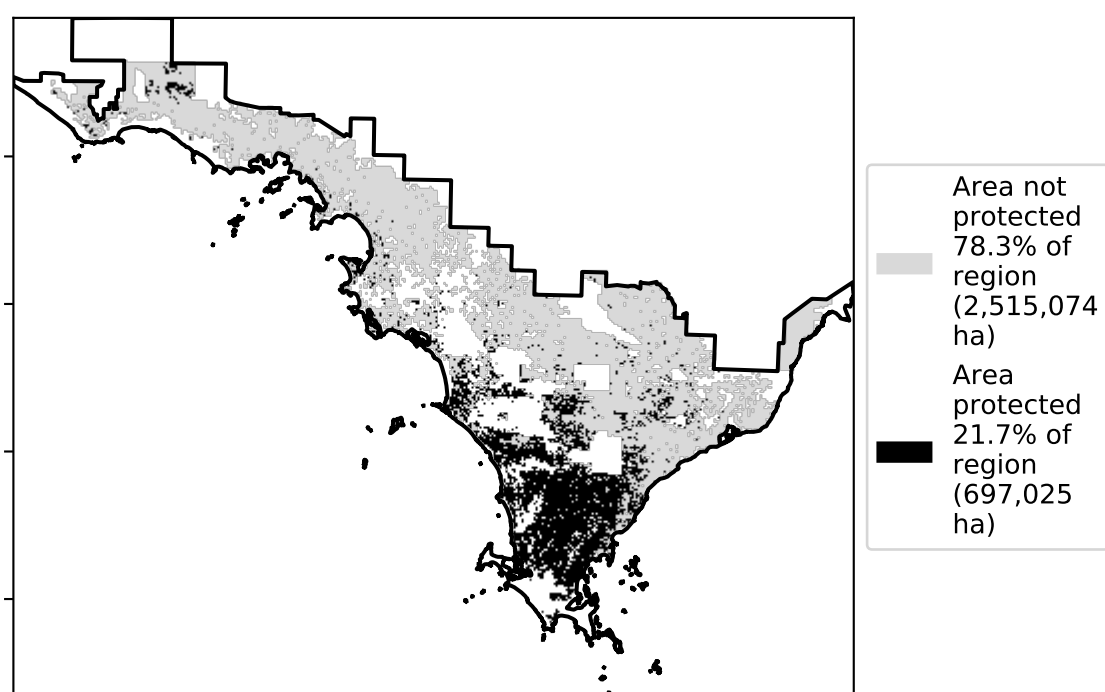 Area not
protected
78.3% of
region
(2,515,074
ha)
Area
protected
21.7% of
region
(697,025
ha)